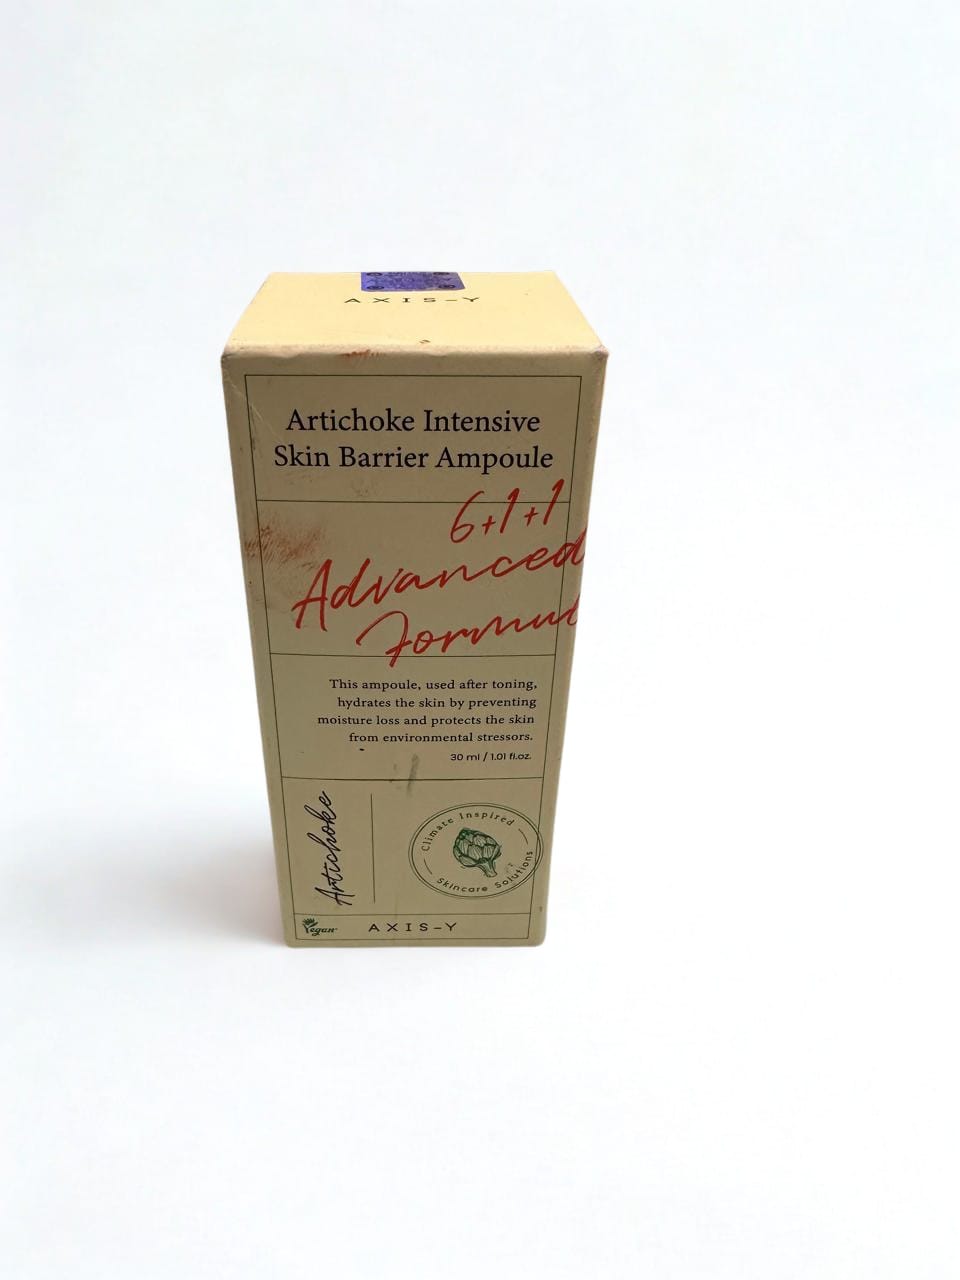 AXIS-Y
Artichoke Intensive
Skin Barrier Ampoule
6+1+1
Advanced
Formul
This ampoule, used after toning,
hydrates the skin by preventing
moisture loss and protects the skin
from environmental stressors.
30 ml / 1.01 fl.oz.
Artichoke
Climate Inspired
Skincare Solutions
Vegan
AXIS-Y